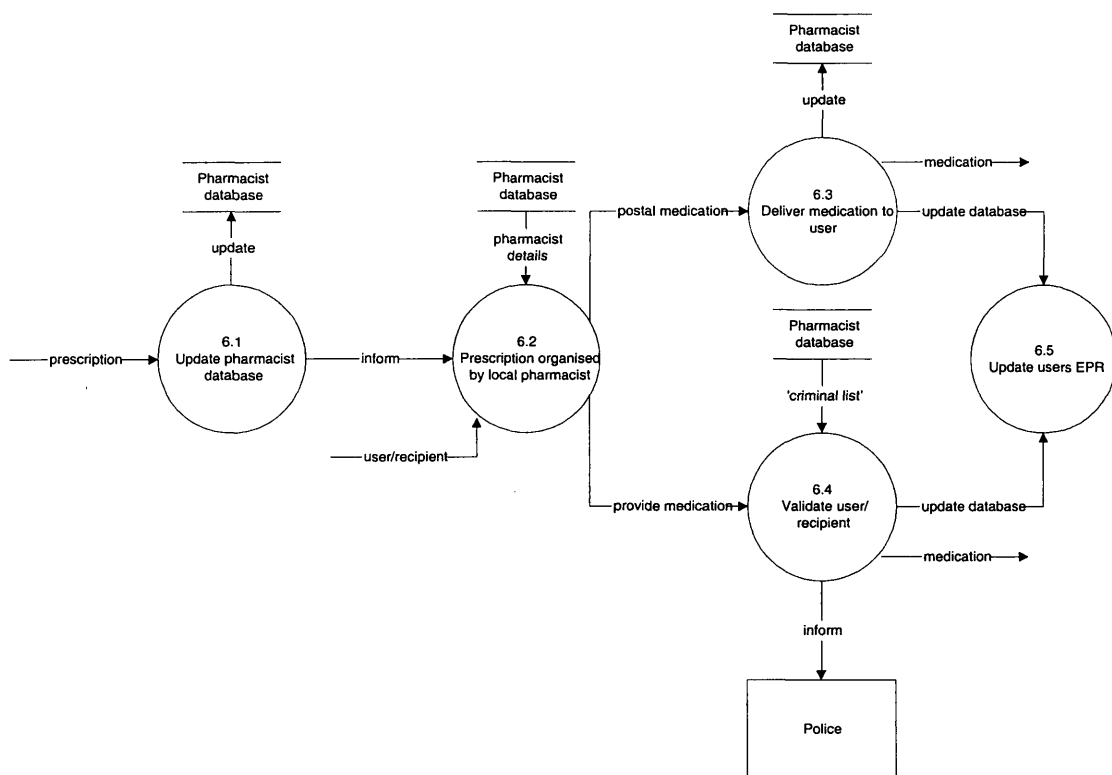 Pharmacist
database
update
medication
6.3
Deliver medication to
user
postal medication
update database
Pharmacist
database
update
Pharmacist
database
pharmacist
details
prescription
6.1
Update pharmacist
database
inform
6.2
Prescription organised
by local pharmacist
user/recipient
Pharmacist
database
'criminal list'
6.5
Update users EPR
provide medication
6.4
Validate user/
recipient
update database
medication
inform
Police